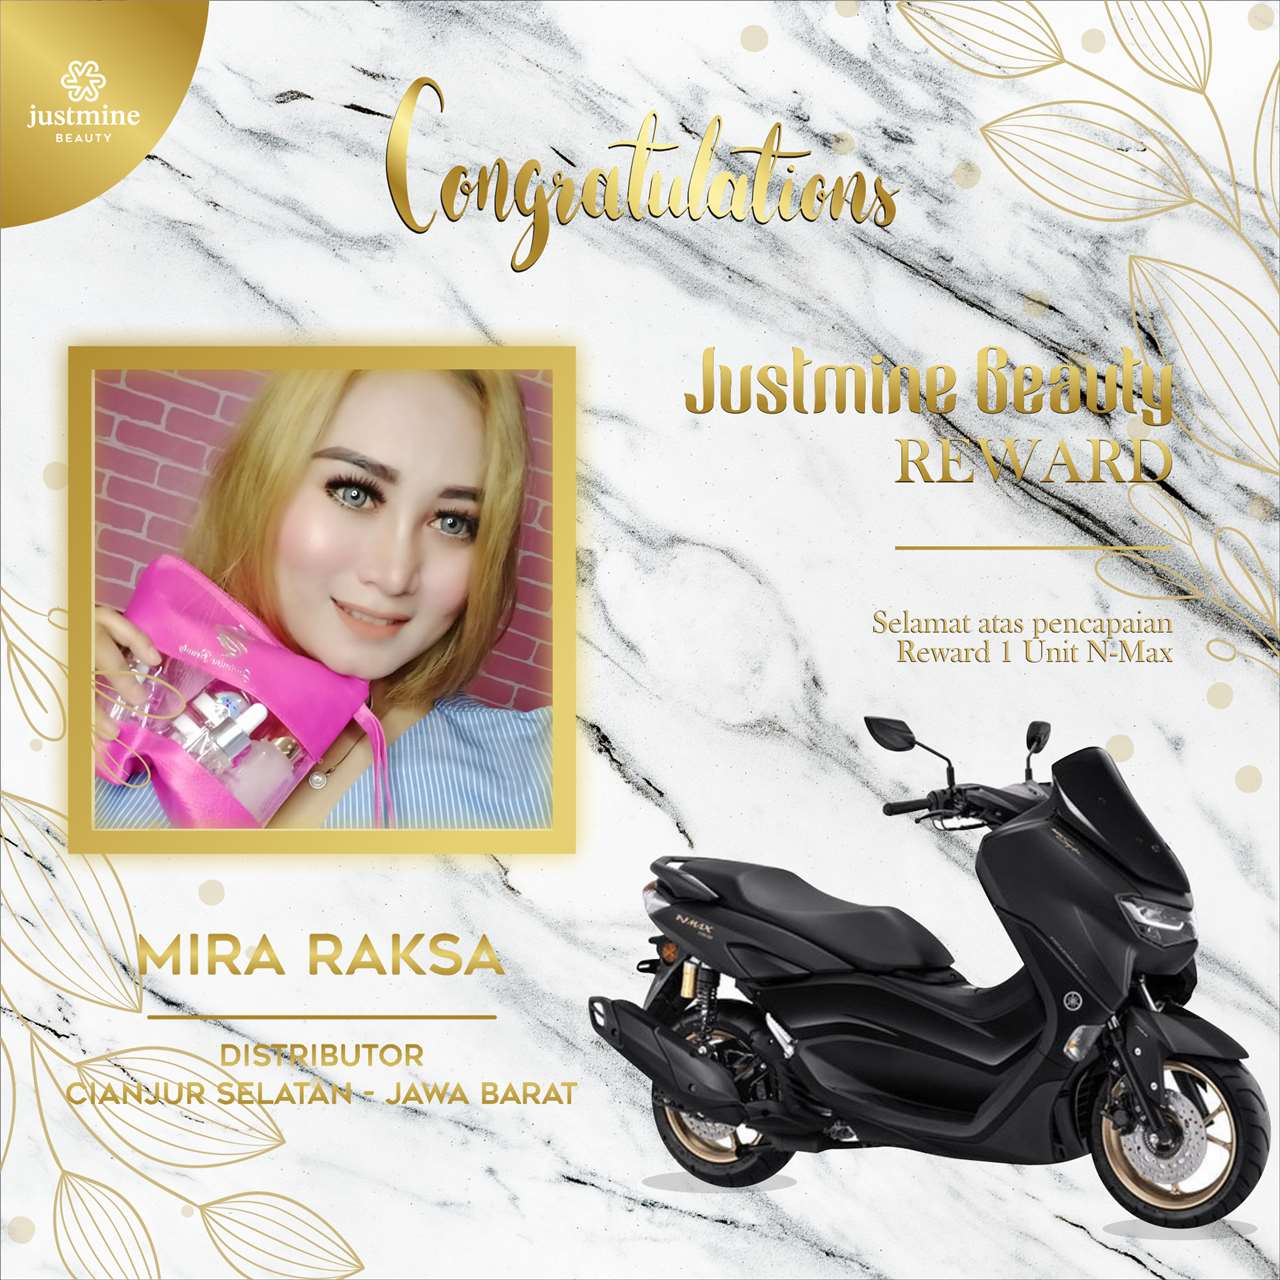 justmine
BEAUTY
Congratulations
Justmine Beauty
REWARD
Selamat atas pencapaian
Reward 1 Unit N-Max
N-MAX
MIRA RAKSA
DISTRIBUTOR
CIANJUR SELATAN - JAWA BARAT